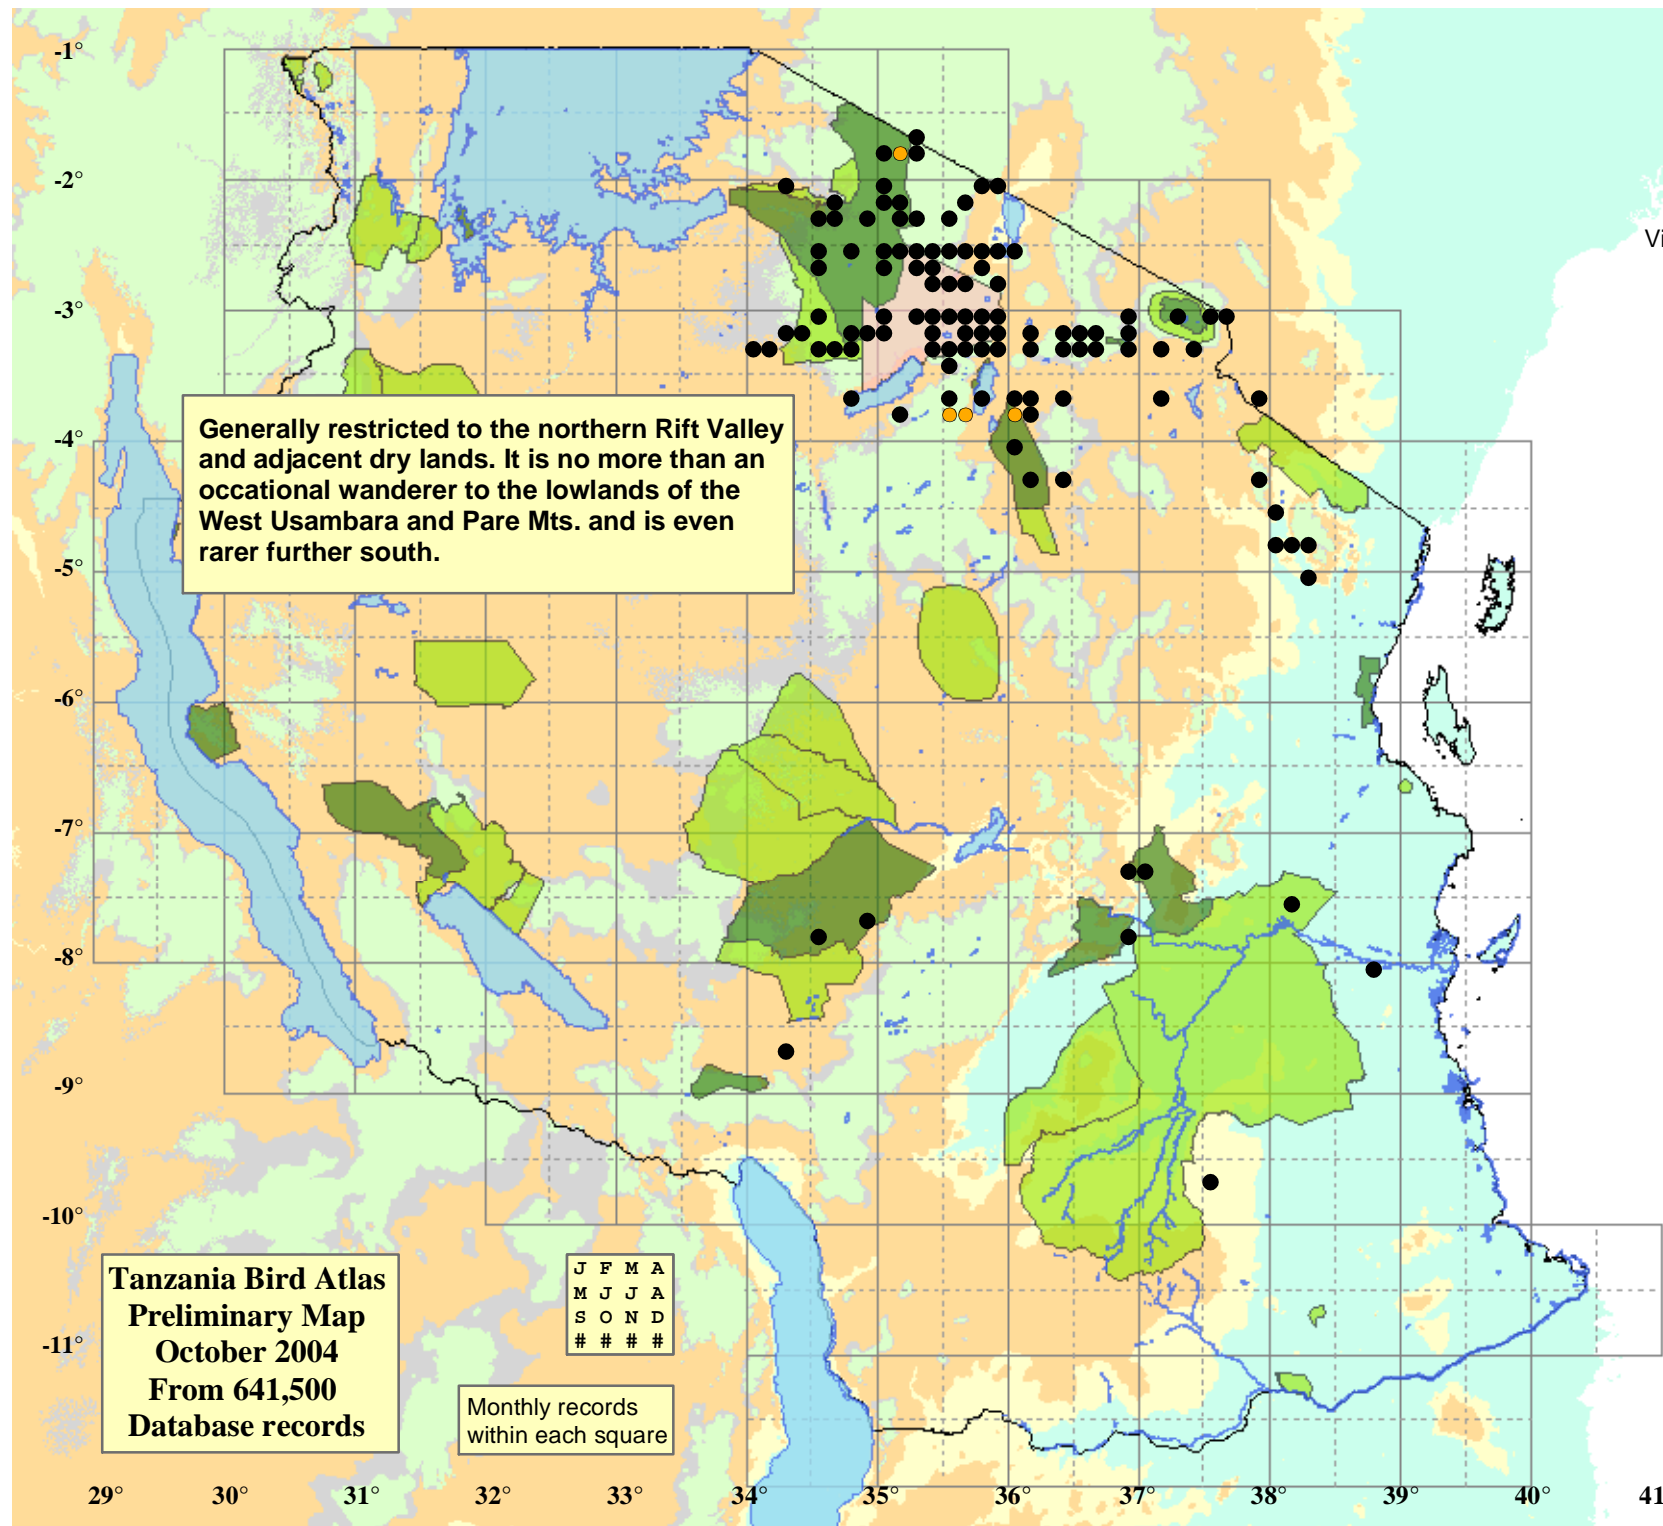 -1°
-2°
Vi
-3°
Generally restricted to the northern Rift Valley
and adjacent dry lands. It is no more than an
occational wanderer to the lowlands of the
West Usambara and Pare Mts. and is even
rarer further south.
-4°
-5°
-6°
-7°
-8°
-9°
-10°
-11°
Tanzania Bird Atlas
Preliminary Map
October 2004
From 641,500
Database records
J F M A
M J J A
S O N D
# # # #
Monthly records
within each square
29° 30° 31° 32° 33° 34° 35° 36° 37° 38° 39° 40° 41